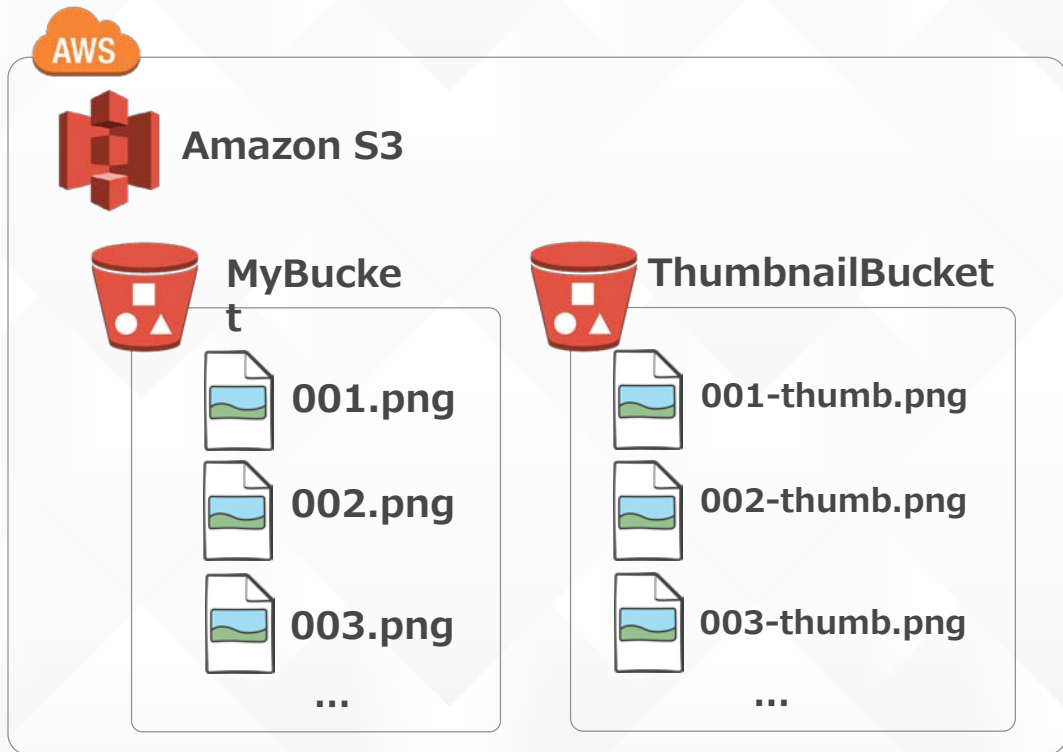 AWS
Amazon S3
MyBucke
t
001.png
002.png
003.png
...
ThumbnailBucket
001-thumb.png
002-thumb.png
003-thumb.png
...